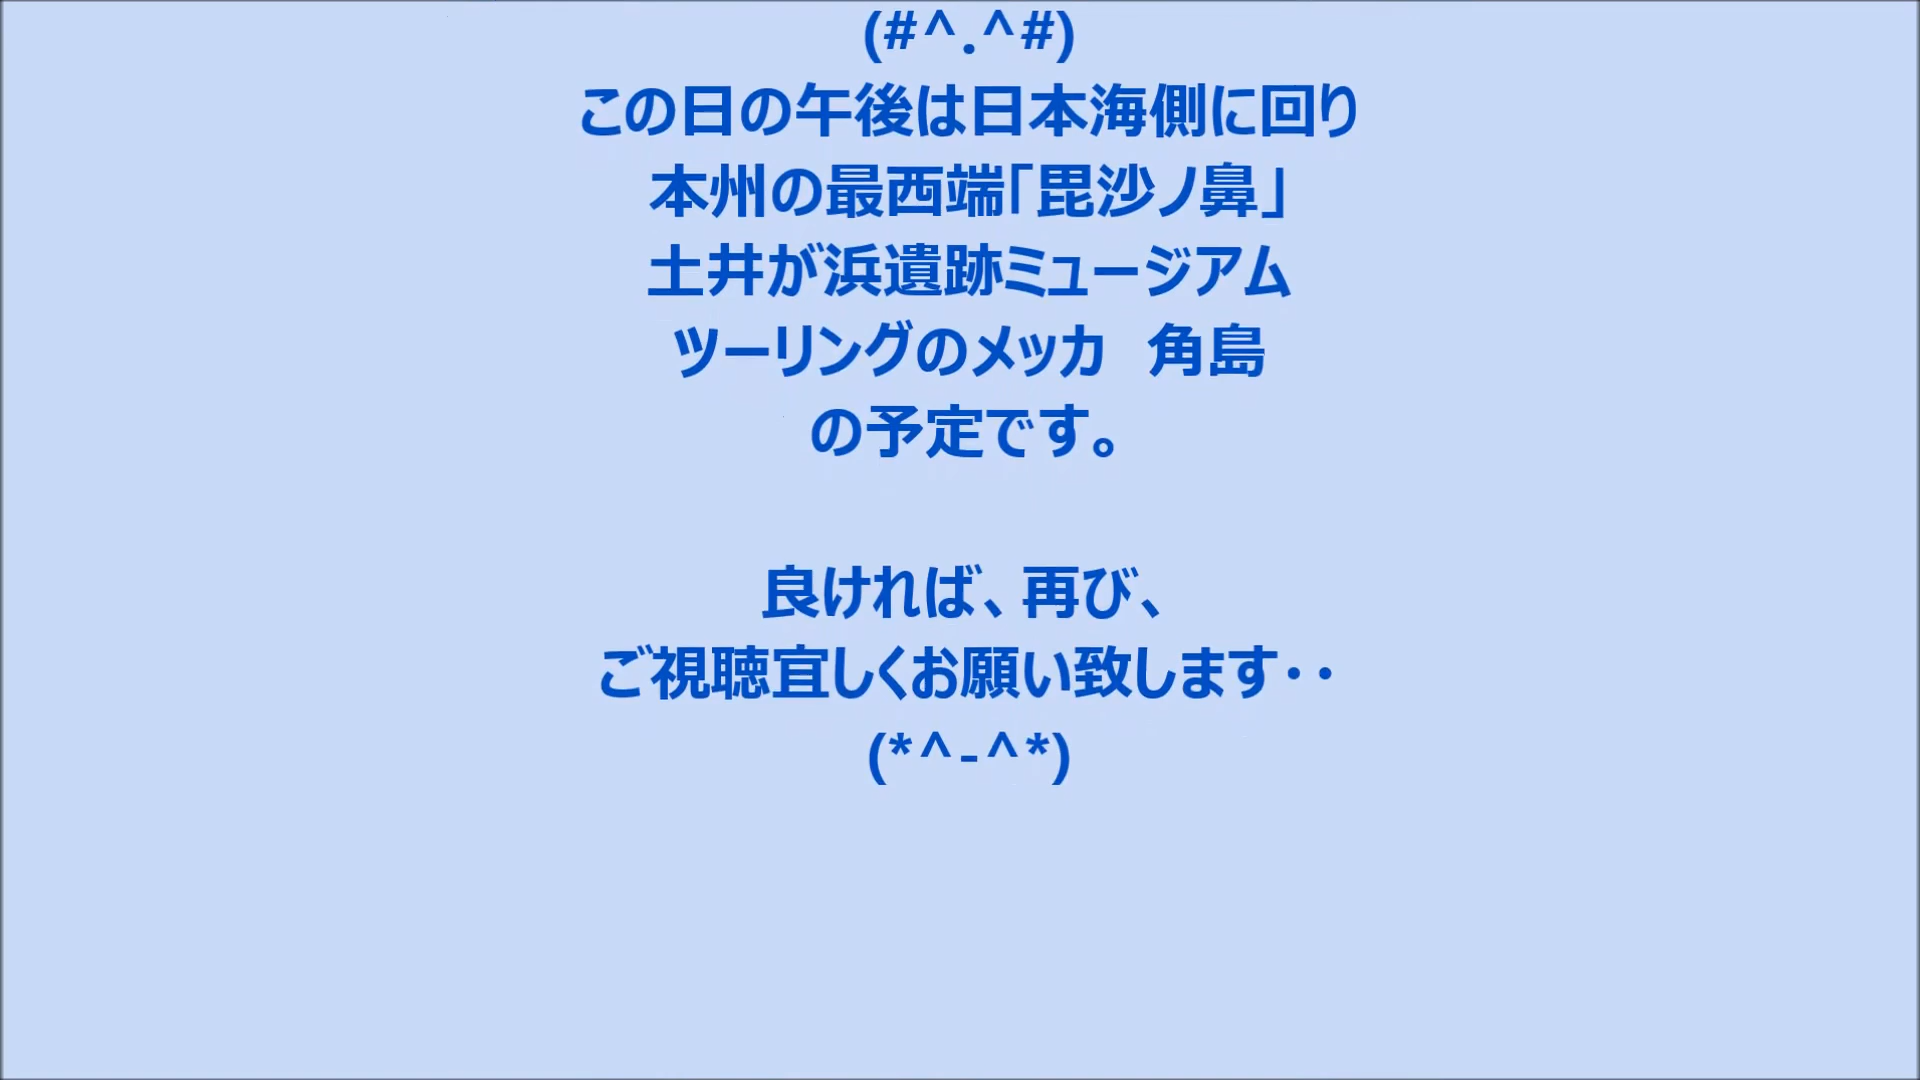 (#^.^#)
この日の午後は日本海側に回り
本州の最西端「毘沙ノ鼻」
土井が浜遺跡ミュージアム
ツーリングのメッカ　角島
の予定です。
良ければ、再び、
ご視聴宜しくお願い致します・・
(*^-^*)